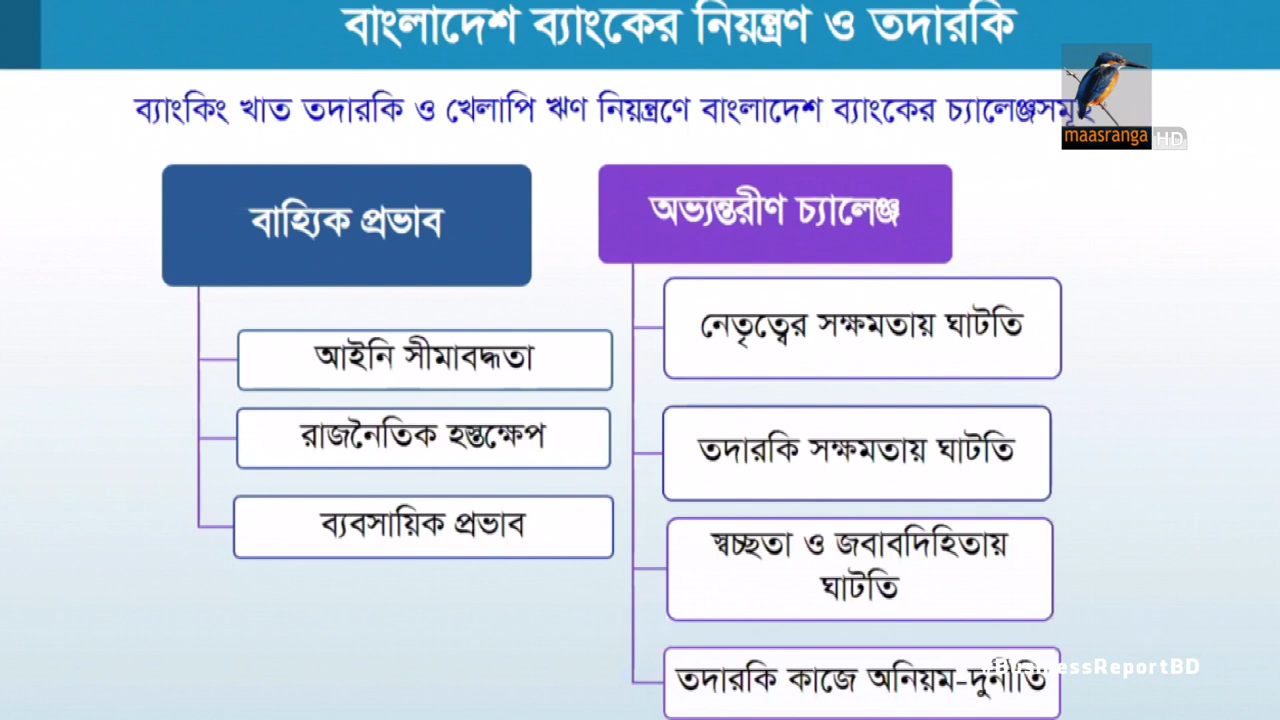 বাংলাদেশ ব্যাংকের নিয়ন্ত্রণ ও তদারকি
ব্যাংকিং খাত তদারকি ও খেলাপি ঋণ নিয়ন্ত্রণে বাংলাদেশ ব্যাংকের চ্যালেঞ্জসমূহ
maasranga HD
বাহ্যিক প্রভাব
আইনি সীমাবদ্ধতা
রাজনৈতিক হস্তক্ষেপ
ব্যবসায়িক প্রভাব
অভ্যন্তরীণ চ্যালেঞ্জ
নেতৃত্বের সক্ষমতায় ঘাটতি
তদারকি সক্ষমতায় ঘাটতি
স্বচ্ছতা ও জবাবদিহিতায়
ঘাটতি
তদারকি কাজে অনিয়ম-দুর্নীতি
#BusinessReportBD